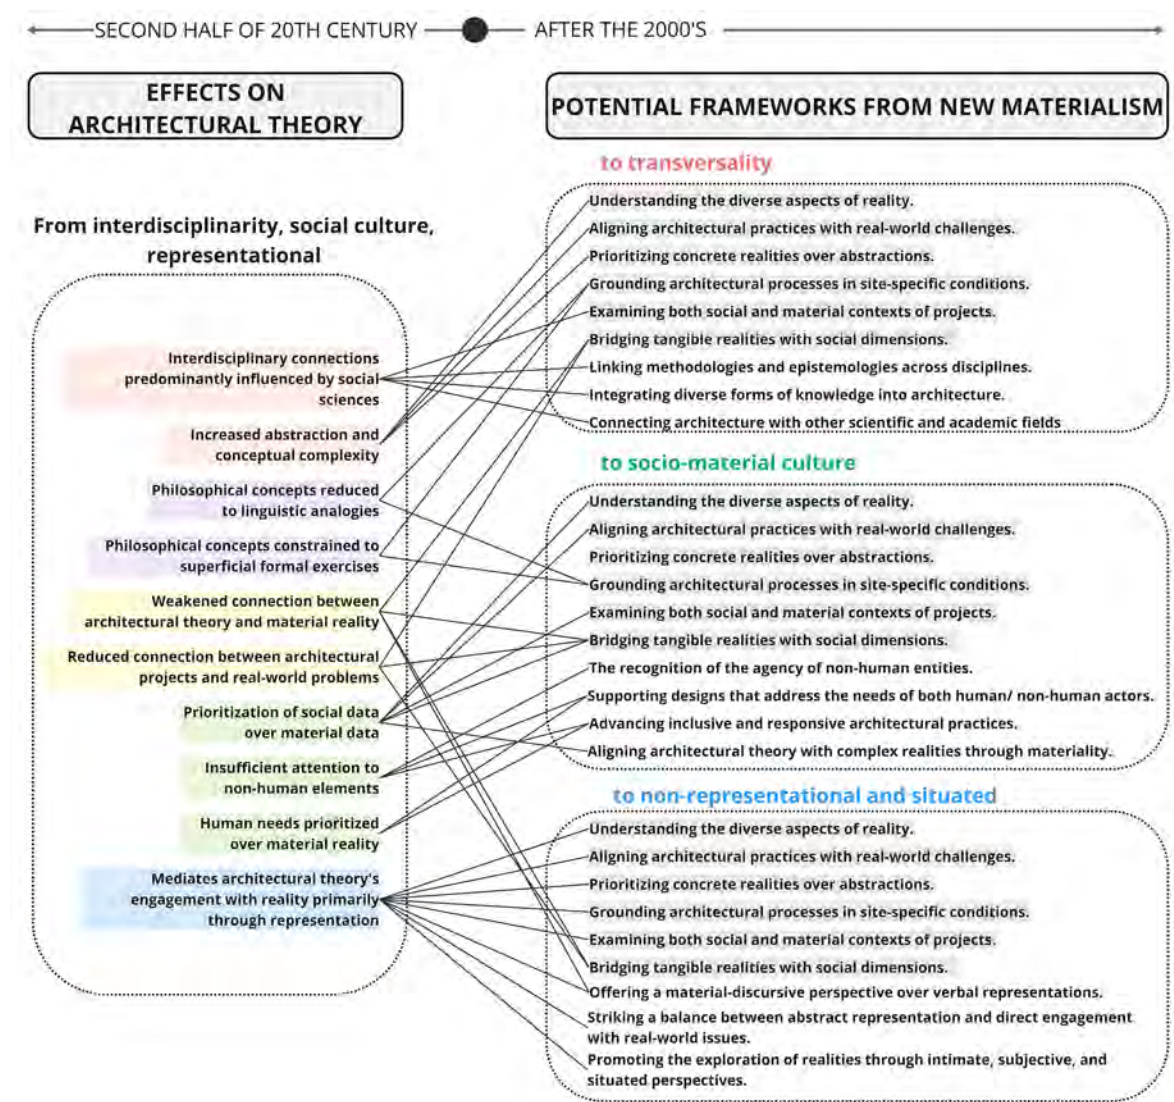 SECOND HALF OF 20TH CENTURY
AFTER THE 2000'S
EFFECTS ON
ARCHITECTURAL THEORY
From interdisciplinarity, social culture,
representational
Interdisciplinary connections
predominantly influenced by social
sciences
Increased abstraction and
conceptual complexity
Philosophical concepts reduced
to linguistic analogies
Philosophical concepts constrained to
superficial formal exercises
Weakened connection between
architectural theory and material reality
Reduced connection between architectural
projects and real-world problems
Prioritization of social data
over material data
Insufficient attention to
non-human elements
Human needs prioritized
over material reality
Mediates architectural theory's
engagement with reality primarily
through representation
POTENTIAL FRAMEWORKS FROM NEW MATERIALISM
to transversality
Understanding the diverse aspects of reality.
Aligning architectural practices with real-world challenges.
Prioritizing concrete realities over abstractions.
Grounding architectural processes in site-specific conditions.
Examining both social and material contexts of projects.
Bridging tangible realities with social dimensions.
Linking methodologies and epistemologies across disciplines.
Integrating diverse forms of knowledge into architecture.
Connecting architecture with other scientific and academic fields
to socio-material culture
Understanding the diverse aspects of reality.
Aligning architectural practices with real-world challenges.
Prioritizing concrete realities over abstractions.
Grounding architectural processes in site-specific conditions.
Examining both social and material contexts of projects.
Bridging tangible realities with social dimensions.
The recognition of the agency of non-human entities.
Supporting designs that address the needs of both human/ non-human actors.
Advancing inclusive and responsive architectural practices.
Aligning architectural theory with complex realities through materiality.
to non-representational and situated
Understanding the diverse aspects of reality.
Aligning architectural practices with real-world challenges.
Prioritizing concrete realities over abstractions.
Grounding architectural processes in site-specific conditions.
Examining both social and material contexts of projects.
Bridging tangible realities with social dimensions.
Offering a material-discursive perspective over verbal representations.
Striking a balance between abstract representation and direct engagement
with real-world issues.
Promoting the exploration of realities through intimate, subjective, and
situated perspectives.